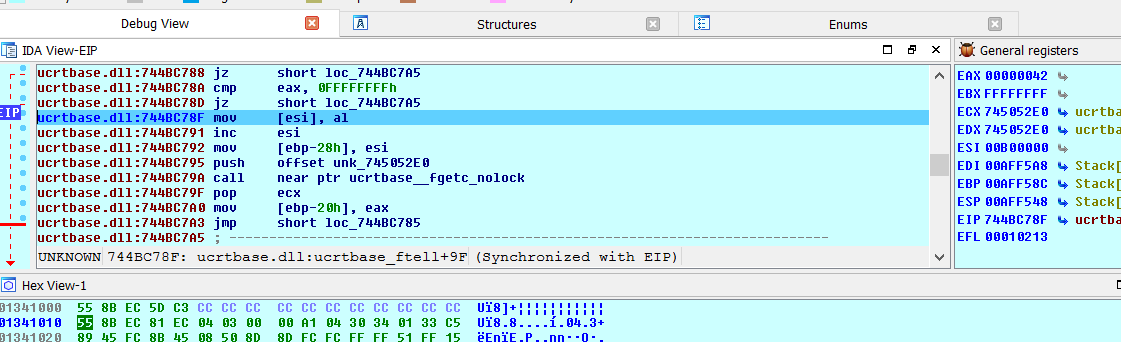 Debug View
Structures
Enums
IDA View-EIP
ucrtbase.dll:744BC788 jz short loc_744BC7A5
ucrtbase.dll:744BC78A cmp eax, 0FFFFFFFFh
ucrtbase.dll:744BC78D jz short loc_744BC7A5
EIP
ucrtbase.dll:744BC78F mov [esi], al
ucrtbase.dll:744BC791 inc esi
ucrtbase.dll:744BC792 mov [ebp-28h], esi
ucrtbase.dll:744BC795 push offset unk_745052E0
ucrtbase.dll:744BC79A call near ptr ucrtbase__fgetc_nolock
ucrtbase.dll:744BC79F pop ecx
ucrtbase.dll:744BC7A0 mov [ebp-20h], eax
ucrtbase.dll:744BC7A3 jmp short loc_744BC785
ucrtbase.dll:744BC7A5 ; ---------------------------------------------------------------------------
UNKNOWN 744BC78F: ucrtbase.dll:ucrtbase_ftell+9F (Synchronized with EIP)
General registers
EAX 00000042
EBX FFFFFFFF
ECX 745052E0 ucrtba
EDX 745052E0 ucrtba
ESI 00B00000
EDI 00AFF5A8 Stack[
EBP 00AFF58C Stack[
ESP 00AFF548 Stack[
EIP 744BC78F ucrtba
EFL 00010213
Hex View-1
01341000 55 8B EC 5D C3 CC CC CC CC CC CC CC CC CC CC CC Uï8]+¦¦¦¦¦¦¦¦¦¦¦
01341010 55 8B EC 81 EC 04 03 00 00 A1 04 30 34 01 33 C5 Uï8.8....í.04.3+
01341020 89 45 FC 8B 45 08 50 8D 8D FC FC FF FF 51 FF 15